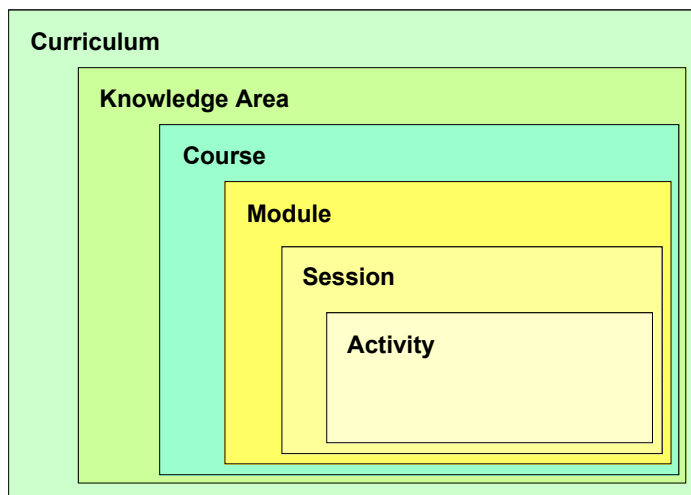 Curriculum
Knowledge Area
Course
Module
Session
Activity